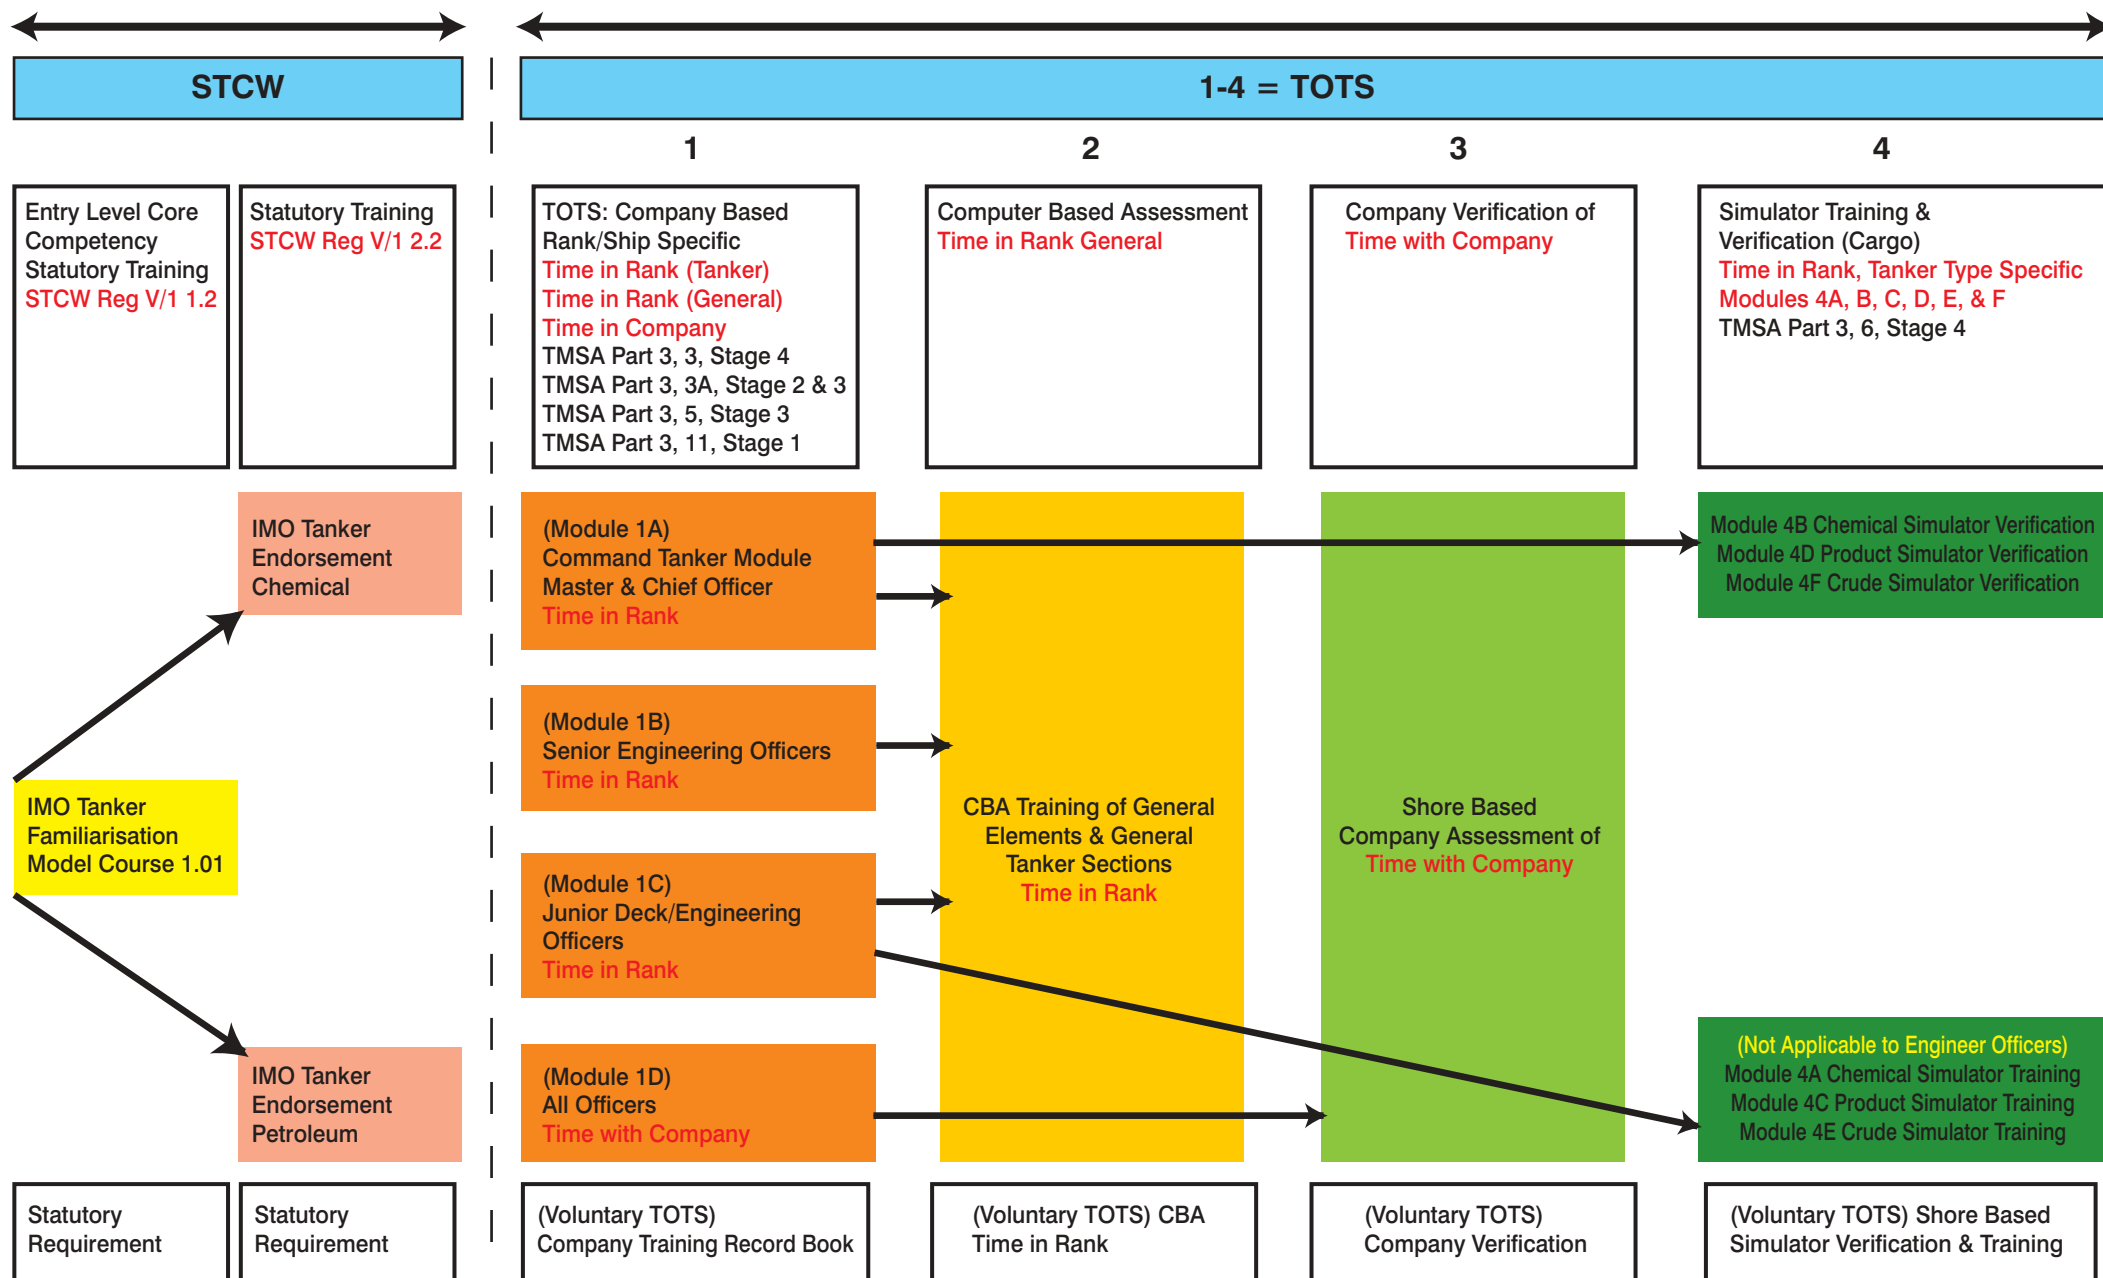 STCW
1-4 = TOTS
1
2
3
4
Entry Level Core
Competency
Statutory Training
STCW Reg V/1 1.2
Statutory Training
STCW Reg V/1 2.2
TOTS: Company Based
Rank/Ship Specific
Time in Rank (Tanker)
Time in Rank (General)
Time in Company
TMSA Part 3, 3, Stage 4
TMSA Part 3, 3A, Stage 2 & 3
TMSA Part 3, 5, Stage 3
TMSA Part 3, 11, Stage 1
Computer Based Assessment
Time in Rank General
Company Verification of
Time with Company
Simulator Training &
Verification (Cargo)
Time in Rank, Tanker Type Specific
Modules 4A, B, C, D, E, & F
TMSA Part 3, 6, Stage 4
IMO Tanker
Familiarisation
Model Course 1.01
IMO Tanker
Endorsement
Chemical
IMO Tanker
Endorsement
Petroleum
(Module 1A)
Command Tanker Module
Master & Chief Officer
Time in Rank
(Module 1B)
Senior Engineering Officers
Time in Rank
(Module 1C)
Junior Deck/Engineering
Officers
Time in Rank
(Module 1D)
All Officers
Time with Company
CBA Training of General
Elements & General
Tanker Sections
Time in Rank
Shore Based
Company Assessment of
Time with Company
Module 4B Chemical Simulator Verification
Module 4D Product Simulator Verification
Module 4F Crude Simulator Verification
(Not Applicable to Engineer Officers)
Module 4A Chemical Simulator Training
Module 4C Product Simulator Training
Module 4E Crude Simulator Training
Statutory
Requirement
Statutory
Requirement
(Voluntary TOTS)
Company Training Record Book
(Voluntary TOTS) CBA
Time in Rank
(Voluntary TOTS)
Company Verification
(Voluntary TOTS) Shore Based
Simulator Verification & Training